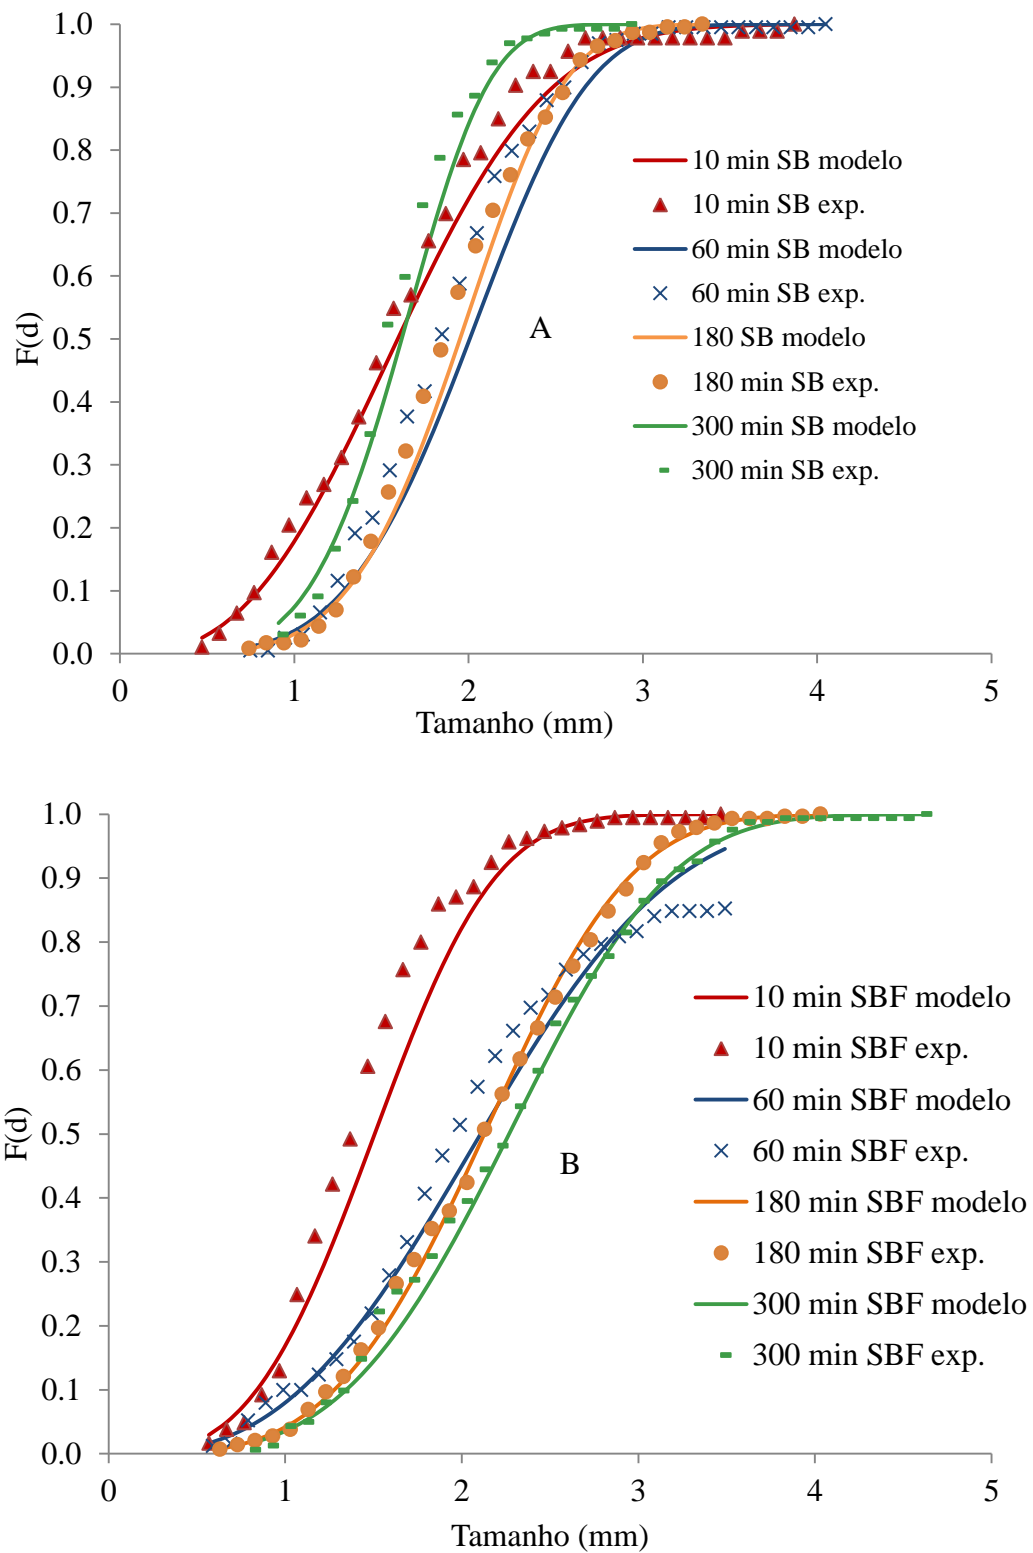 1.0
0.9
0.8
0.7
0.6
0.5
0.4
0.3
0.2
0.1
0.0
F(d)
0 1 2 3 4 5
Tamanho (mm)
A
10 min SB modelo
10 min SB exp.
60 min SB modelo
60 min SB exp.
180 SB modelo
180 min SB exp.
300 min SB modelo
300 min SB exp.
1.0
0.9
0.8
0.7
0.6
0.5
0.4
0.3
0.2
0.1
0.0
F(d)
0 1 2 3 4 5
Tamanho (mm)
B
10 min SBF modelo
10 min SBF exp.
60 min SBF modelo
60 min SBF exp.
180 min SBF modelo
180 min SBF exp.
300 min SBF modelo
300 min SBF exp.